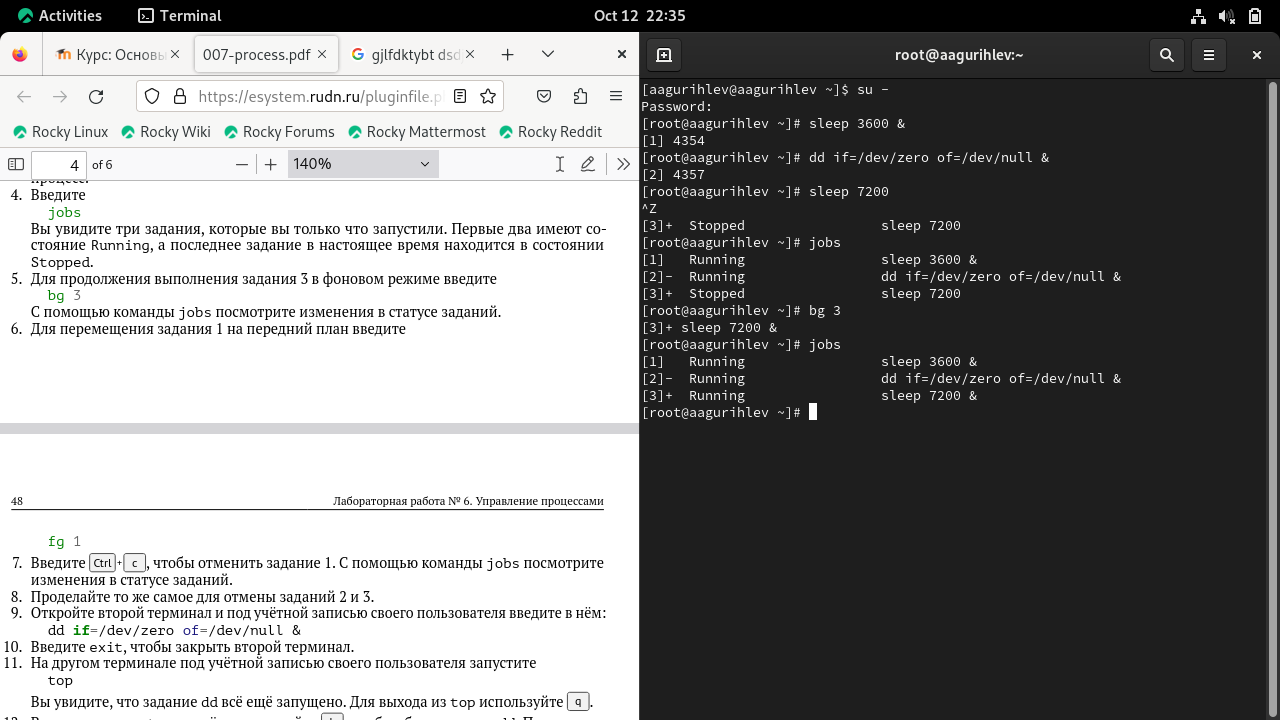 Activities
Terminal
Oct 12 22:35
Курс: Основы
007-process.pdf
gjlfdktybt dsd
https://esystem.rudn.ru/pluginfile.p
Rocky Linux
Rocky Wiki
Rocky Forums
Rocky Mattermost
Rocky Reddit
4 of 6
140%
процесс.
4. Введите
jobs
Вы увидите три задания, которые вы только что запустили. Первые два имеют со-
стояние Running, а последнее задание в настоящее время находится в состоянии
Stopped.
5. Для продолжения выполнения задания 3 в фоновом режиме введите
bg 3
С помощью команды jobs посмотрите изменения в статусе заданий.
6. Для перемещения задания 1 на передний план введите
48 Лабораторная работа № 6. Управление процессами
fg 1
7. Введите Ctrl + c , чтобы отменить задание 1. С помощью команды jobs посмотрите
изменения в статусе заданий.
8. Проделайте то же самое для отмены заданий 2 и 3.
9. Откройте второй терминал и под учётной записью своего пользователя введите в нём:
dd if=/dev/zero of=/dev/null &
10. Введите exit, чтобы закрыть второй терминал.
11. На другом терминале под учётной записью своего пользователя запустите
top
Вы увидите, что задание dd всё ещё запущено. Для выхода из top используйте q .
root@aagurihlev:~
[aagurihlev@aagurihlev ~]$ su -
Password:
[root@aagurihlev ~]# sleep 3600 &
[1] 4354
[root@aagurihlev ~]# dd if=/dev/zero of=/dev/null &
[2] 4357
[root@aagurihlev ~]# sleep 7200
^Z
[3]+  Stopped                 sleep 7200
[root@aagurihlev ~]# jobs
[1]   Running                 sleep 3600 &
[2]-  Running                 dd if=/dev/zero of=/dev/null &
[3]+  Stopped                 sleep 7200
[root@aagurihlev ~]# bg 3
[3]+ sleep 7200 &
[root@aagurihlev ~]# jobs
[1]   Running                 sleep 3600 &
[2]-  Running                 dd if=/dev/zero of=/dev/null &
[3]+  Running                 sleep 7200 &
[root@aagurihlev ~]#